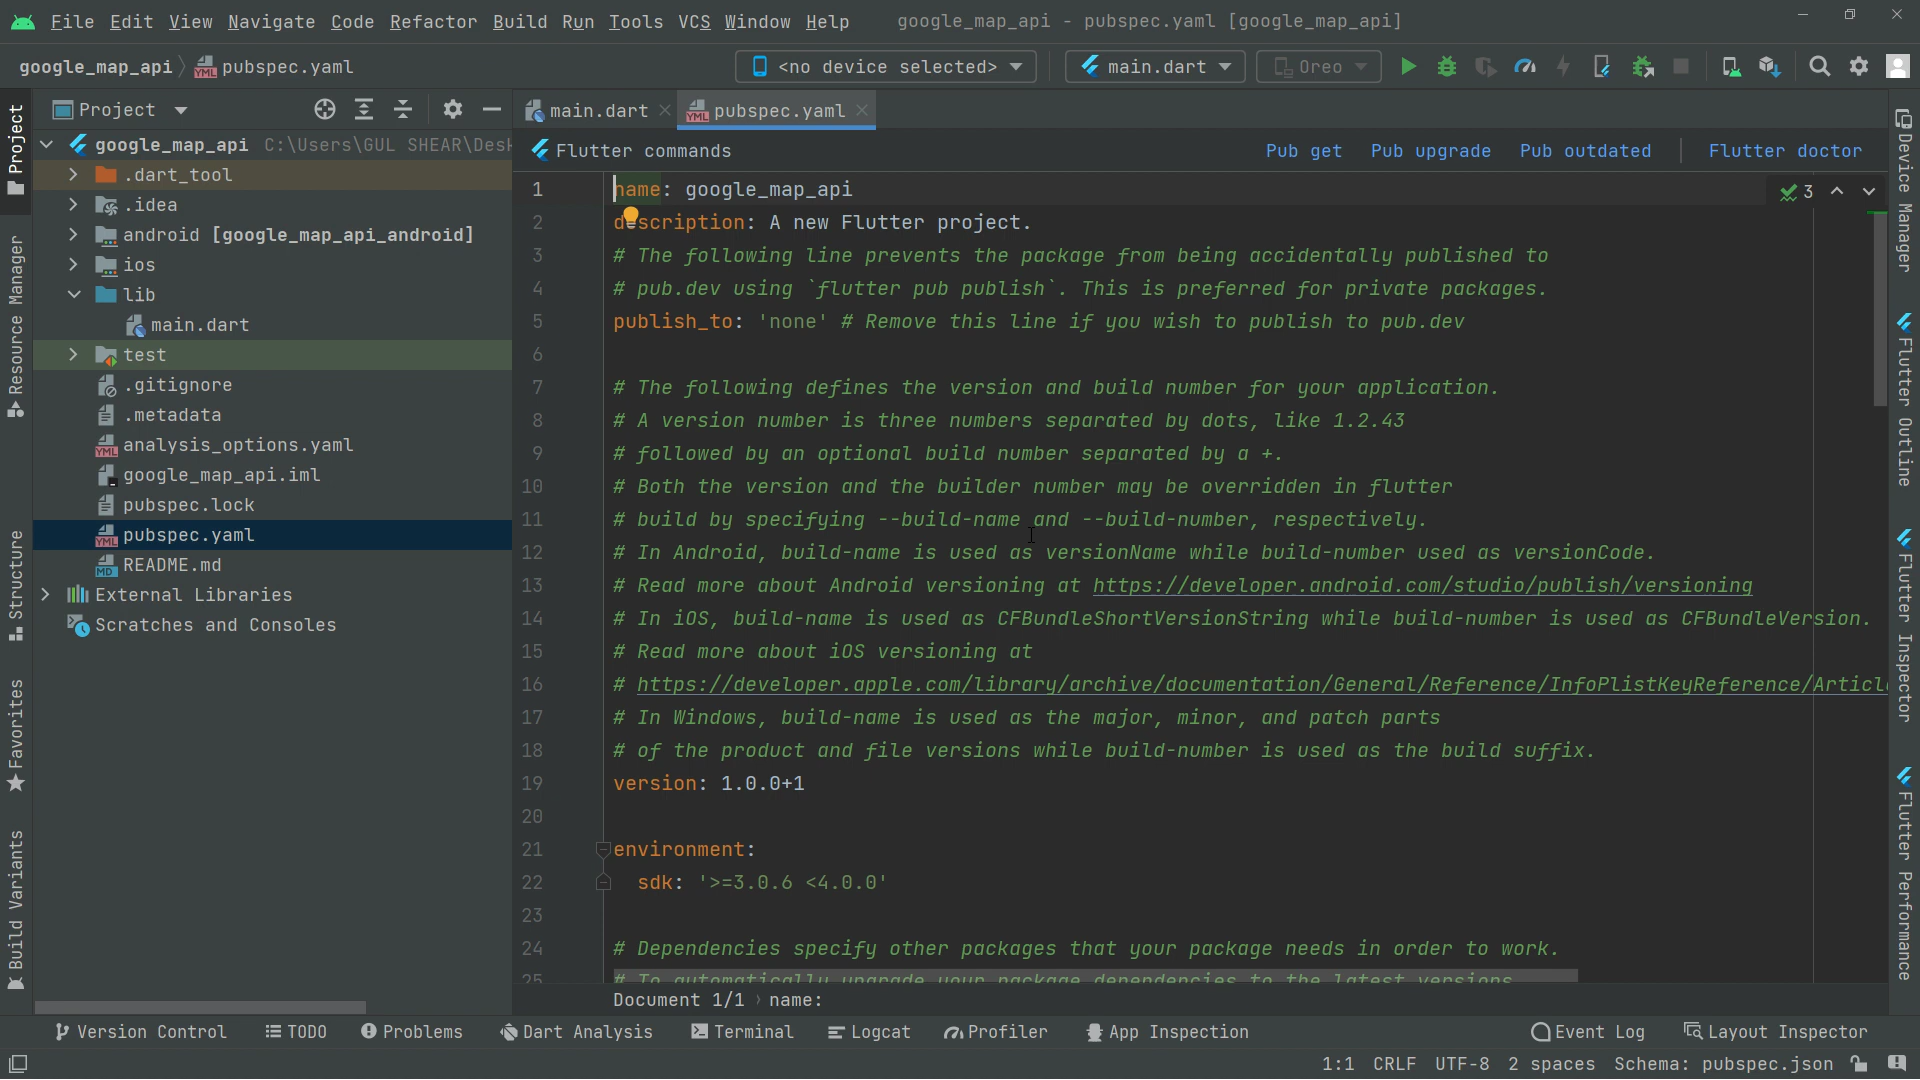 File Edit View Navigate Code Refactor Build Run Tools VCS Window Help google_map_api - pubspec.yaml [google_map_api]
google_map_api pubspec.yaml <no device selected> main.dart Oreo
Project
main.dart pubspec.yaml
Flutter commands Pub get Pub upgrade Pub outdated Flutter doctor
Project
Resource Manager
Structure
Favorites
Build Variants
google_map_api C:\Users\GUL SHEAR\Desk
.dart_tool
.idea
android [google_map_api_android]
ios
lib
main.dart
test
.gitignore
.metadata
analysis_options.yaml
google_map_api.iml
pubspec.lock
pubspec.yaml
README.md
External Libraries
Scratches and Consoles
1 name: google_map_api
2 description: A new Flutter project.
3 # The following line prevents the package from being accidentally published to
4 # pub.dev using `flutter pub publish`. This is preferred for private packages.
5 publish_to: 'none' # Remove this line if you wish to publish to pub.dev
6
7 # The following defines the version and build number for your application.
8 # A version number is three numbers separated by dots, like 1.2.43
9 # followed by an optional build number separated by a +.
10 # Both the version and the builder number may be overridden in flutter
11 # build by specifying --build-name and --build-number, respectively.
12 # In Android, build-name is used as versionName while build-number used as versionCode.
13 # Read more about Android versioning at https://developer.android.com/studio/publish/versioning
14 # In iOS, build-name is used as CFBundleShortVersionString while build-number is used as CFBundleVersion.
15 # Read more about iOS versioning at
16 # https://developer.apple.com/library/archive/documentation/General/Reference/InfoPlistKeyReference/Articl
17 # In Windows, build-name is used as the major, minor, and patch parts
18 # of the product and file versions while build-number is used as the build suffix.
19 version: 1.0.0+1
20
21 environment:
22 sdk: '>=3.0.6 <4.0.0'
23
24 # Dependencies specify other packages that your package needs in order to work.
25 # To automatically upgrade your package dependencies to the latest versions
3
Document 1/1 › name:
Device Manager
Flutter Outline
Flutter Inspector
Flutter Performance
Version Control TODO Problems Dart Analysis Terminal Logcat Profiler App Inspection Event Log Layout Inspector
1:1 CRLF UTF-8 2 spaces Schema: pubspec.json